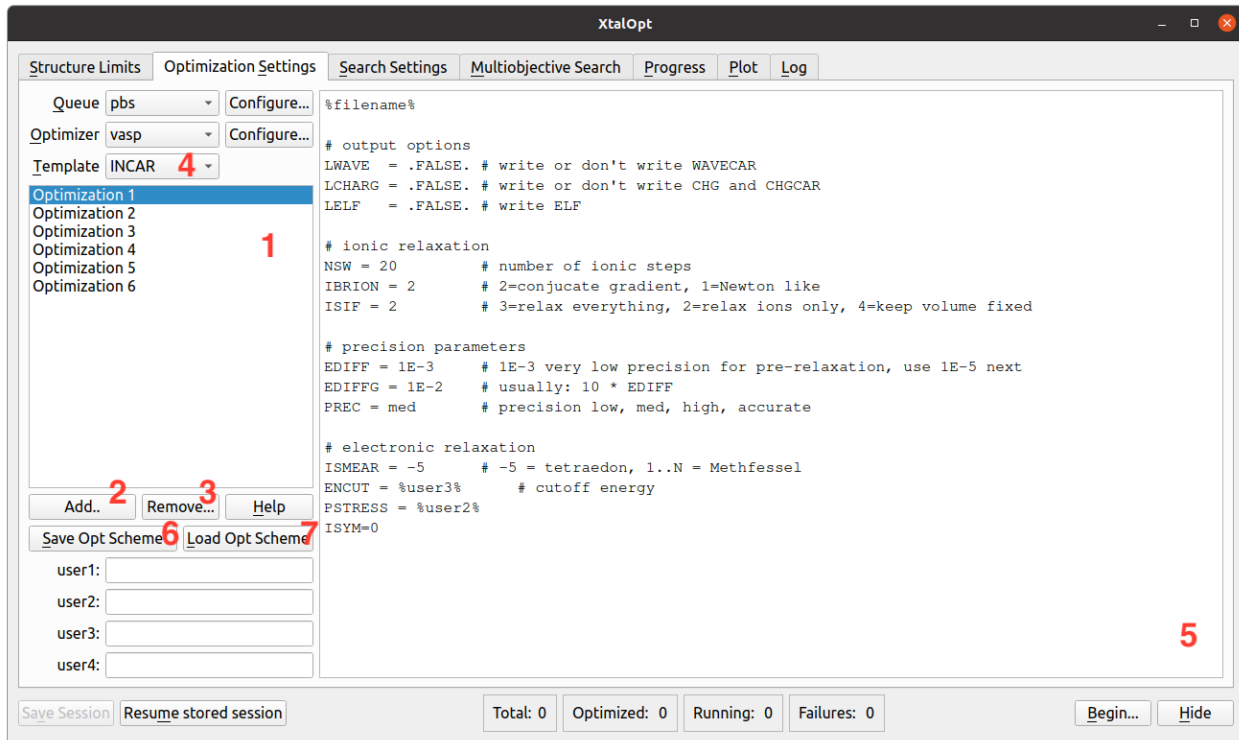 XtalOpt
Structure Limits Optimization Settings Search Settings Multiobjective Search Progress Plot Log
Queue pbs Configure...
Optimizer vasp Configure...
Template INCAR 4
Optimization 1
Optimization 2
Optimization 3
Optimization 4
Optimization 5
Optimization 6
1
Add.. 2 Remove... 3 Help
Save Opt Scheme 6 Load Opt Scheme 7
user1:
user2:
user3:
user4:
%filename%
# output options
LWAVE = .FALSE. # write or don't write WAVECAR
LCHARG = .FALSE. # write or don't write CHG and CHGCAR
LELF = .FALSE. # write ELF
# ionic relaxation
NSW = 20 # number of ionic steps
IBRION = 2 # 2=conjucate gradient, 1=Newton like
ISIF = 2 # 3=relax everything, 2=relax ions only, 4=keep volume fixed
# precision parameters
EDIFF = 1E-3 # 1E-3 very low precision for pre-relaxation, use 1E-5 next
EDIFFG = 1E-2 # usually: 10 * EDIFF
PREC = med # precision low, med, high, accurate
# electronic relaxation
ISMEAR = -5 # -5 = tetraedon, 1..N = Methfessel
ENCUT = %user3% # cutoff energy
PSTRESS = %user2%
ISYM=0
5
Save Session Resume stored session Total: 0 Optimized: 0 Running: 0 Failures: 0 Begin... Hide